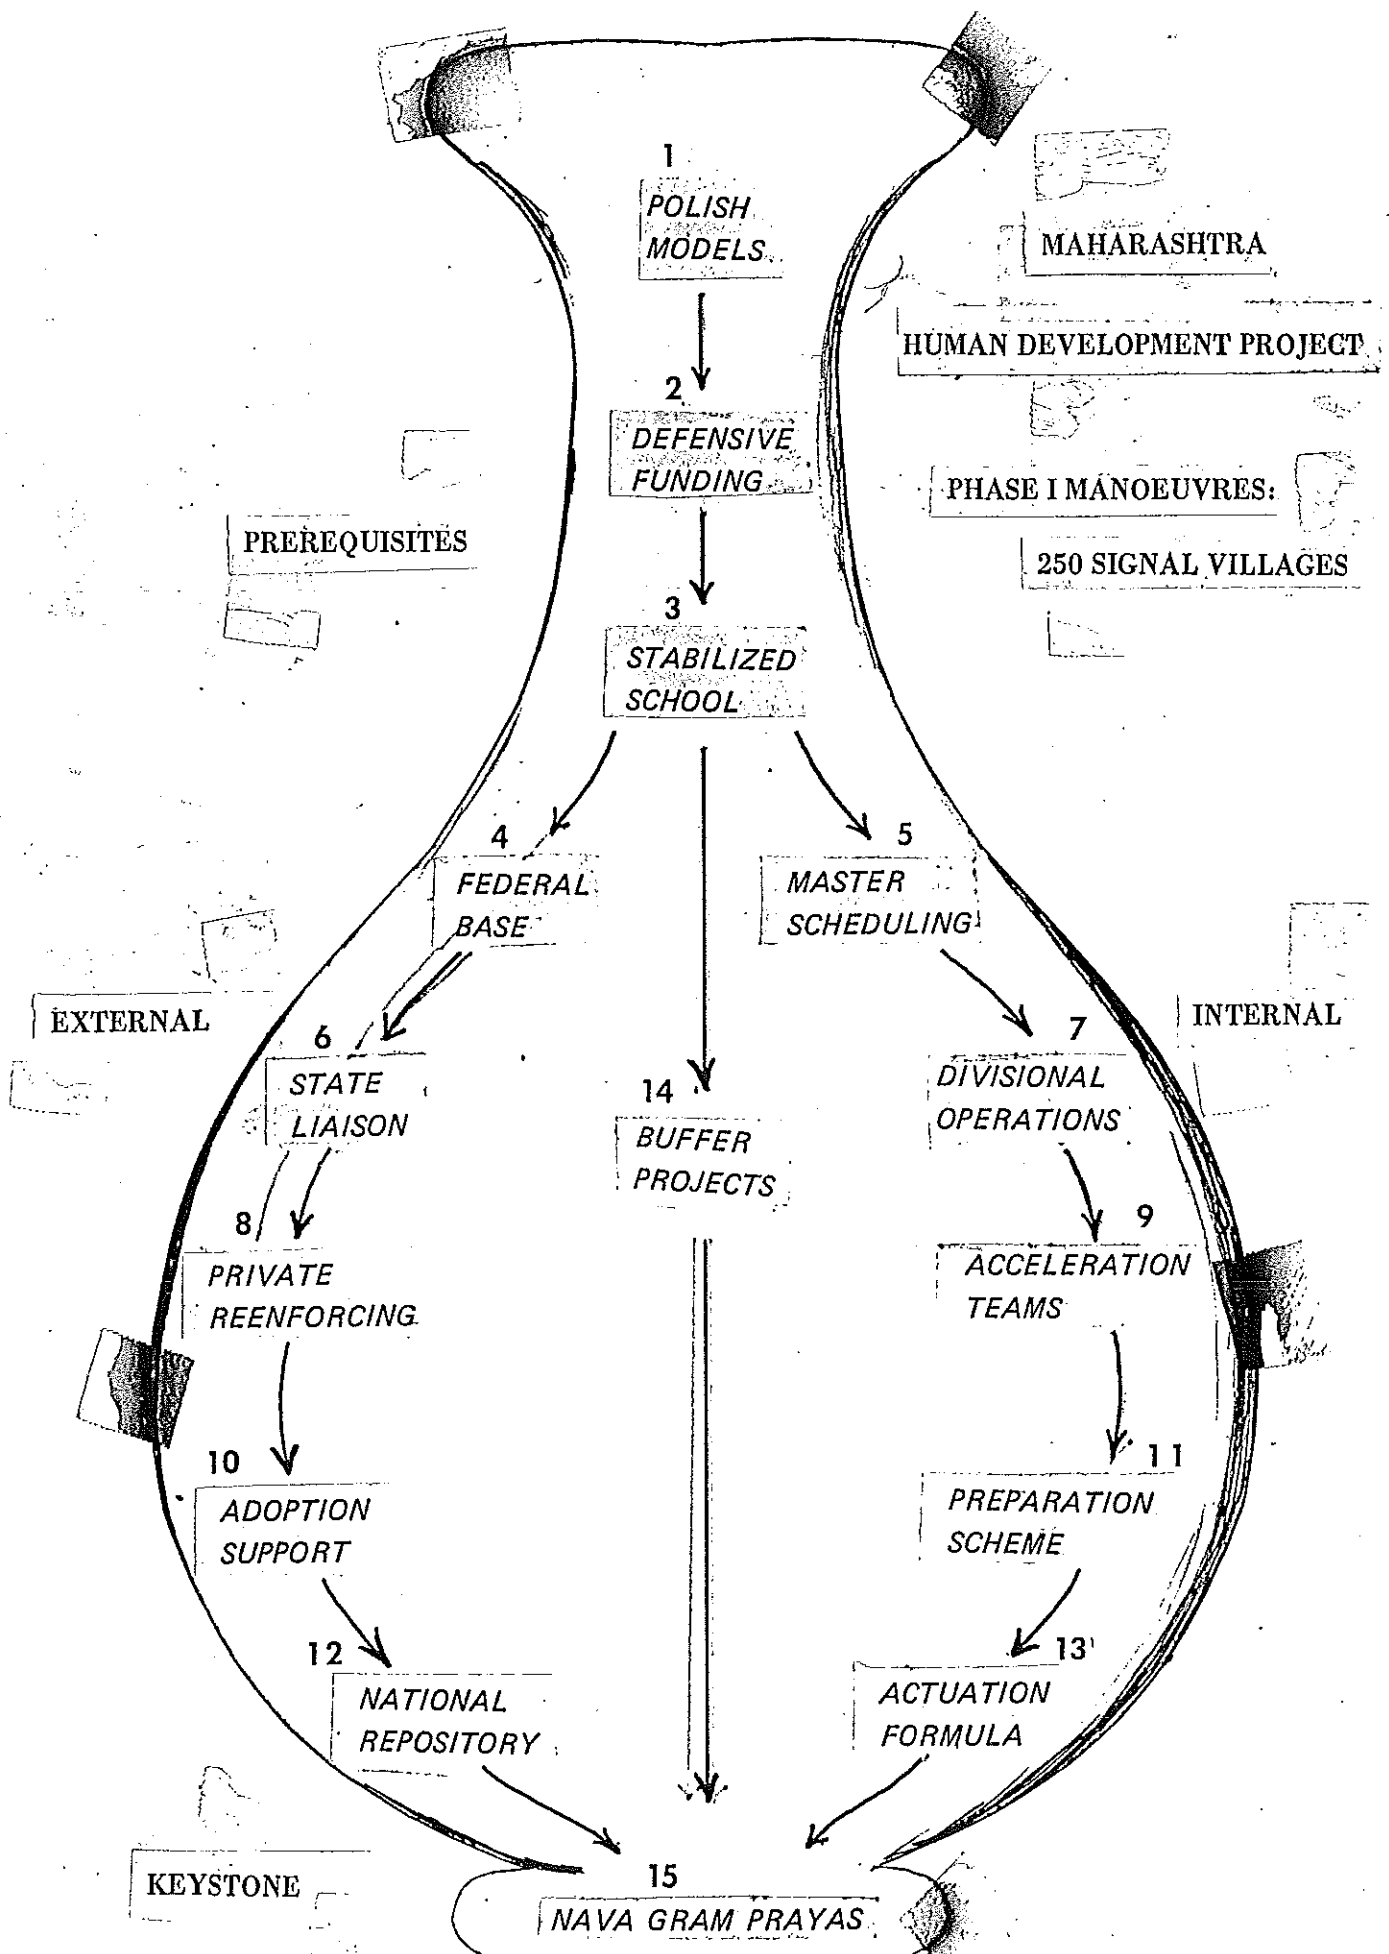 1
POLISH
MODELS
MAHARASHTRA
HUMAN DEVELOPMENT PROJECT
2
DEFENSIVE
FUNDING
PHASE I MANOEUVRES:
PREREQUISITES
250 SIGNAL VILLAGES
3
STABILIZED
SCHOOL
4
FEDERAL
BASE
5
MASTER
SCHEDULING
EXTERNAL
INTERNAL
6
STATE
LIAISON
7
DIVISIONAL
OPERATIONS
14
BUFFER
PROJECTS
8
PRIVATE
REENFORCING
9
ACCELERATION
TEAMS
10
ADOPTION
SUPPORT
11
PREPARATION
SCHEME
12
NATIONAL
REPOSITORY
13
ACTUATION
FORMULA
KEYSTONE
15
NAVA GRAM PRAYAS